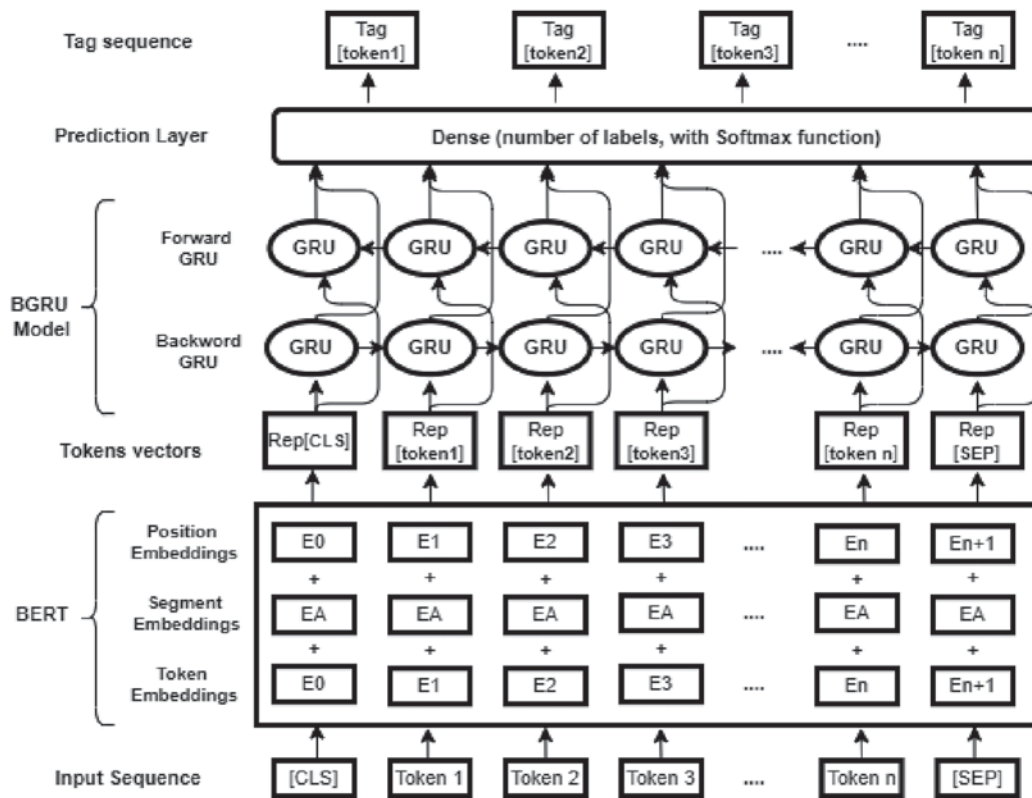 Tag sequence
Tag
[token1]
Tag
[token2]
Tag
[token3]
....
Tag
[token n]
Prediction Layer
Dense (number of labels, with Softmax function)
BGRU
Model
Forward
GRU
GRU GRU GRU GRU .... GRU GRU
Backword
GRU
GRU GRU GRU GRU .... GRU GRU
Tokens vectors
Rep[CLS]
Rep
[token1]
Rep
[token2]
Rep
[token3]
Rep
[token n]
Rep
[SEP]
BERT
Position
Embeddings
E0 E1 E2 E3 .... En En+1
+ + + + + +
Segment
Embeddings
EA EA EA EA .... EA EA
+ + + + + +
Token
Embeddings
E0 E1 E2 E3 .... En En+1
Input Sequence
[CLS] Token 1 Token 2 Token 3 .... Token n [SEP]